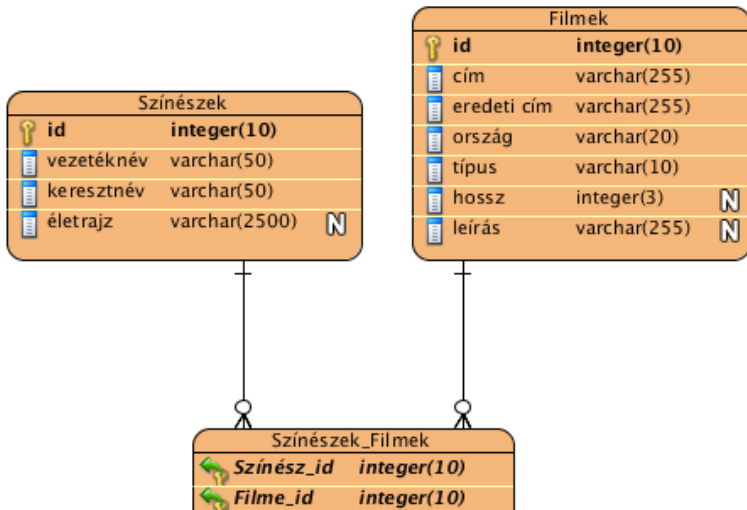 Színészek
id integer(10)
vezetéknév varchar(50)
keresztnév varchar(50)
életrajz varchar(2500) N
Filmek
id integer(10)
cím varchar(255)
eredeti cím varchar(255)
ország varchar(20)
típus varchar(10)
hossz integer(3) N
leírás varchar(255) N
Színészek_Filmek
Színész_id integer(10)
Filme_id integer(10)